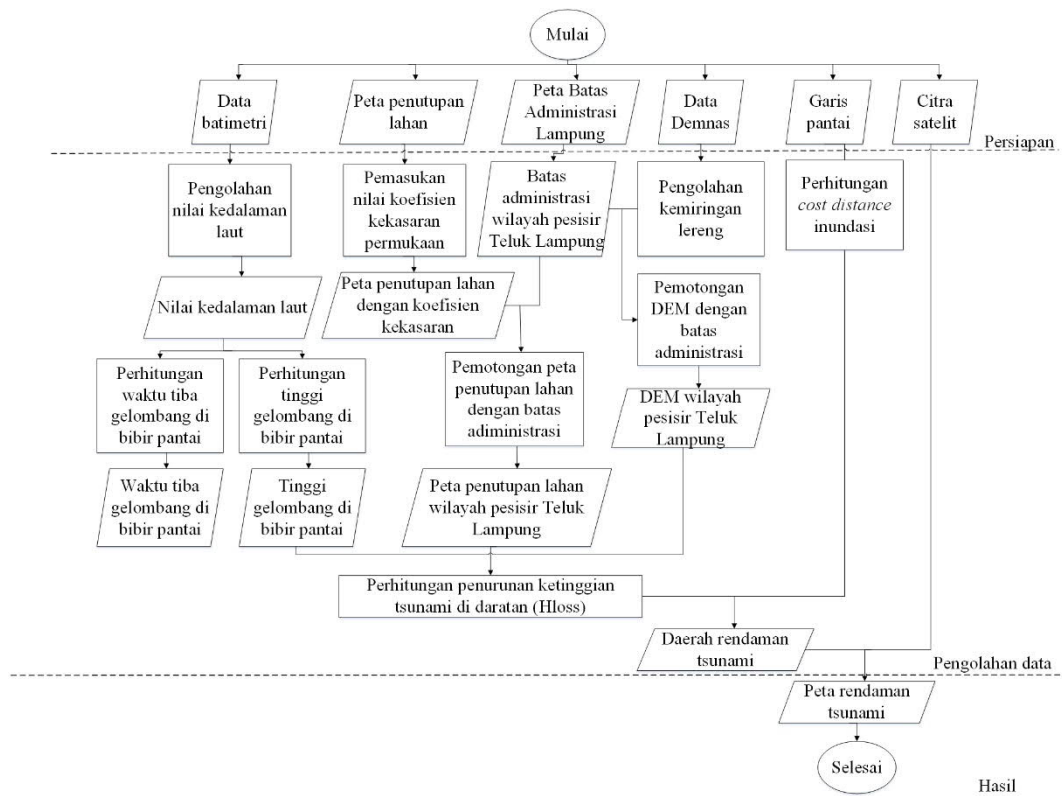 Mulai
Data
batimetri
Peta penutupan
lahan
Peta Batas
Administrasi
Lampung
Data
Demnas
Garis
pantai
Citra
satelit
Persiapan
Pengolahan
nilai kedalaman
laut
Pemasukan
nilai koefisien
kekasaran
permukaan
Batas
administrasi
wilayah pesisir
Teluk Lampung
Pengolahan
kemiringan
lereng
Perhitungan
cost distance
inundasi
Nilai kedalaman laut
Peta penutupan lahan
dengan koefisien
kekasaran
Pemotongan
DEM dengan
batas
administrasi
Perhitungan
waktu tiba
gelombang di
bibir pantai
Perhitungan
tinggi
gelombang di
bibir pantai
Pemotongan peta
penutupan lahan
dengan batas
adiministrasi
DEM wilayah
pesisir Teluk
Lampung
Waktu tiba
gelombang di
bibir pantai
Tinggi
gelombang di
bibir pantai
Peta penutupan lahan
wilayah pesisir Teluk
Lampung
Perhitungan penurunan ketinggian
tsunami di daratan (Hloss)
Daerah rendaman
tsunami
Pengolahan data
Peta rendaman
tsunami
Selesai
Hasil